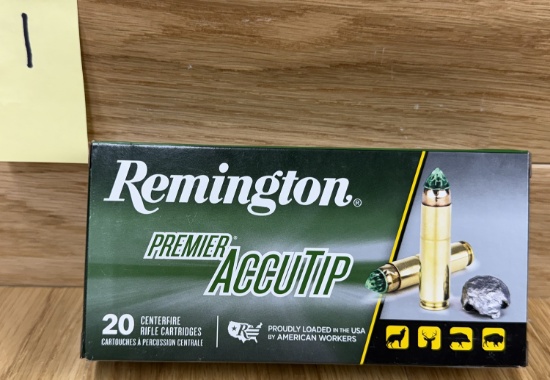 1
Remington®
PREMIER®
ACCUTIP
20 CENTERFIRE
RIFLE CARTRIDGES
CARTOUCHES À PERCUSSION CENTRALE
R
PROUDLY LOADED IN THE USA
BY AMERICAN WORKERS